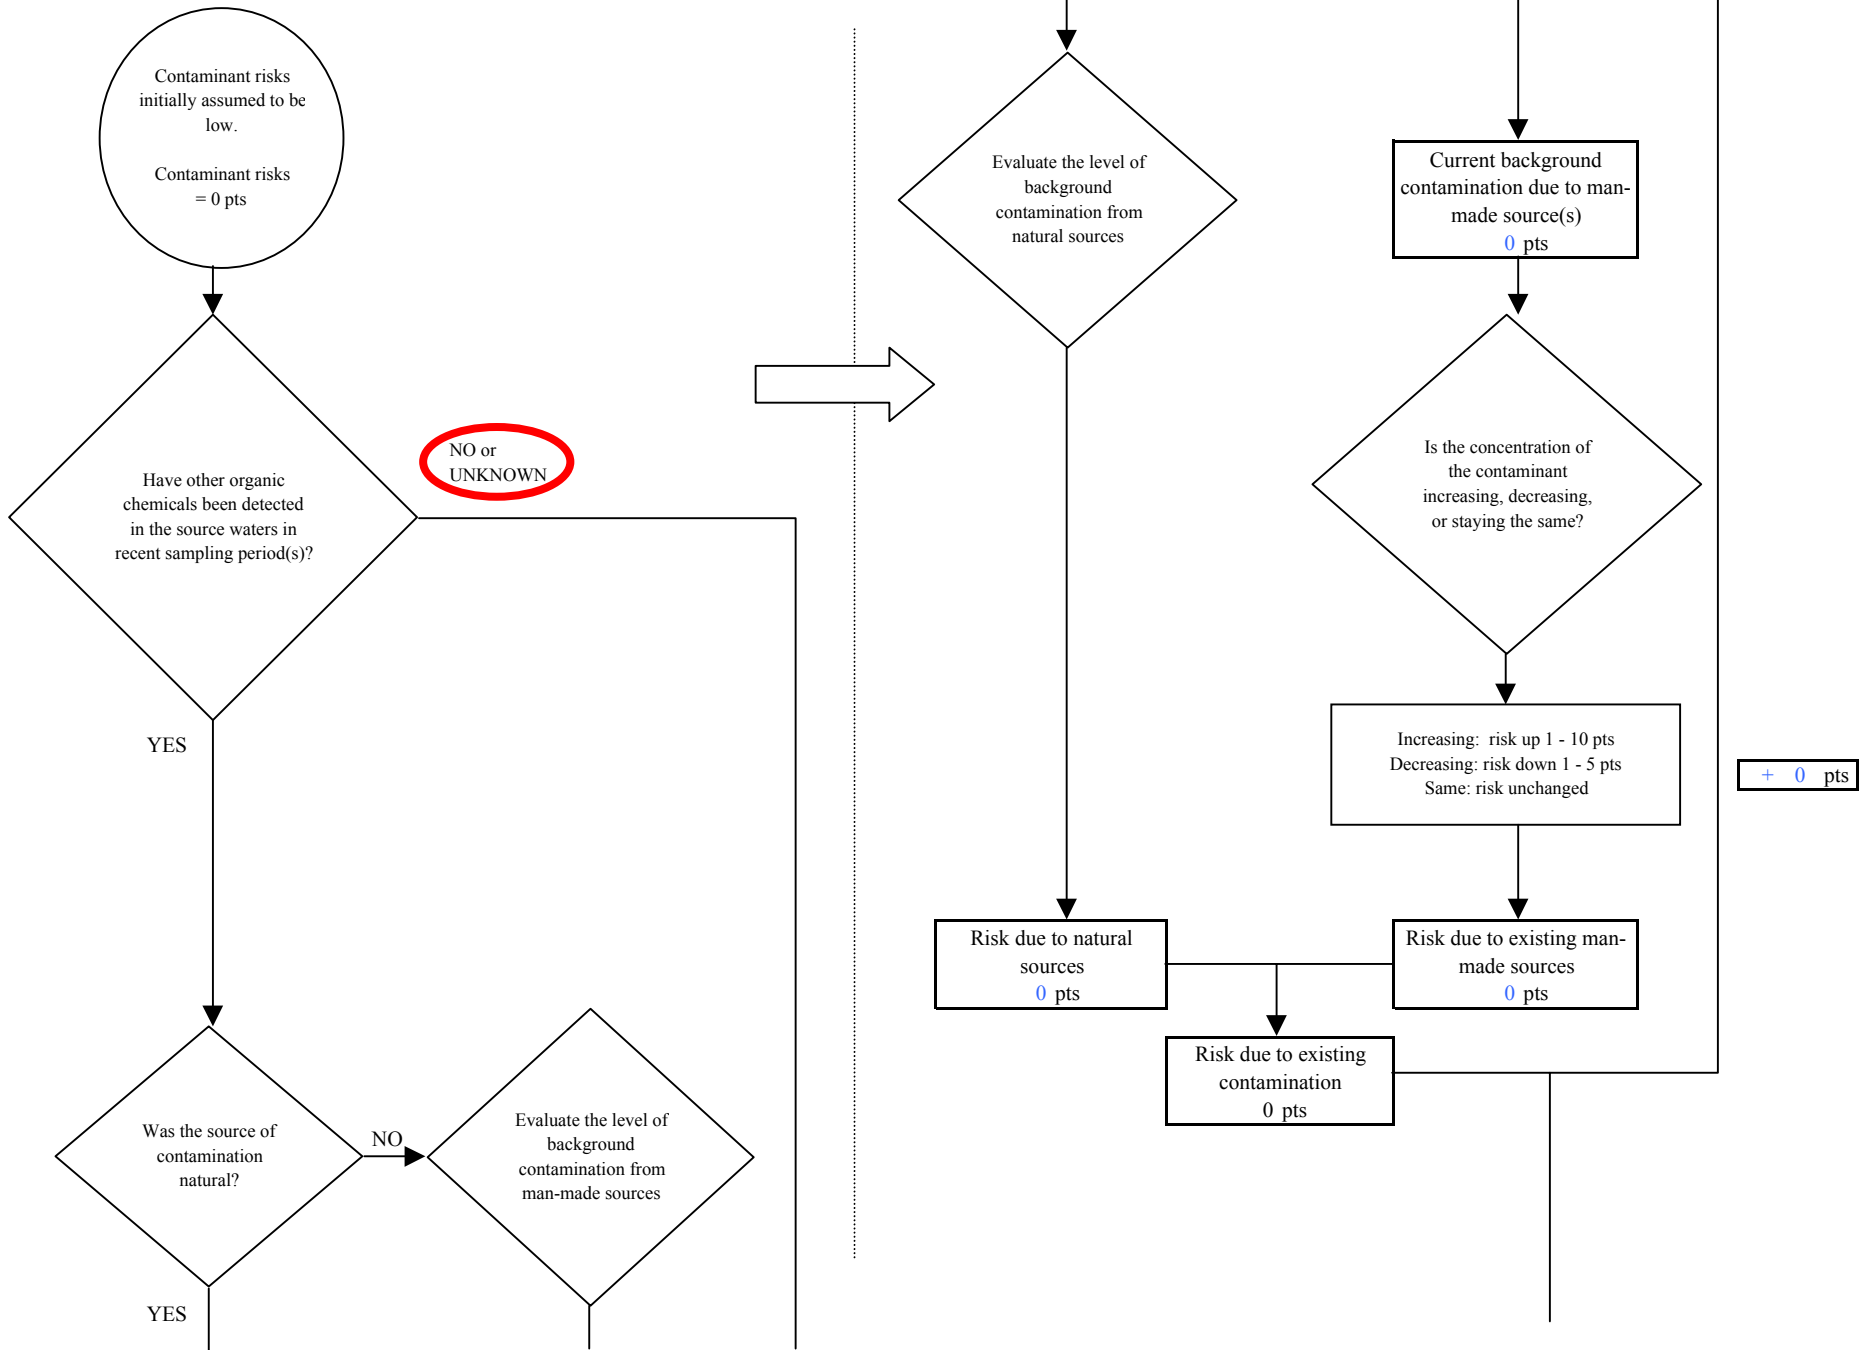 Contaminant risks
initially assumed to be
low.
Contaminant risks
= 0 pts
Have other organic
chemicals been detected
in the source waters in
recent sampling period(s)?
NO or
UNKNOWN
YES
Was the source of
contamination
natural?
NO
Evaluate the level of
background
contamination from
man-made sources
YES
Evaluate the level of
background
contamination from
natural sources
Current background
contamination due to man-
made source(s)
0 pts
Is the concentration of
the contaminant
increasing, decreasing,
or staying the same?
Increasing: risk up 1 - 10 pts
Decreasing: risk down 1 - 5 pts
Same: risk unchanged
+ 0 pts
Risk due to natural
sources
0 pts
Risk due to existing man-
made sources
0 pts
Risk due to existing
contamination
0 pts